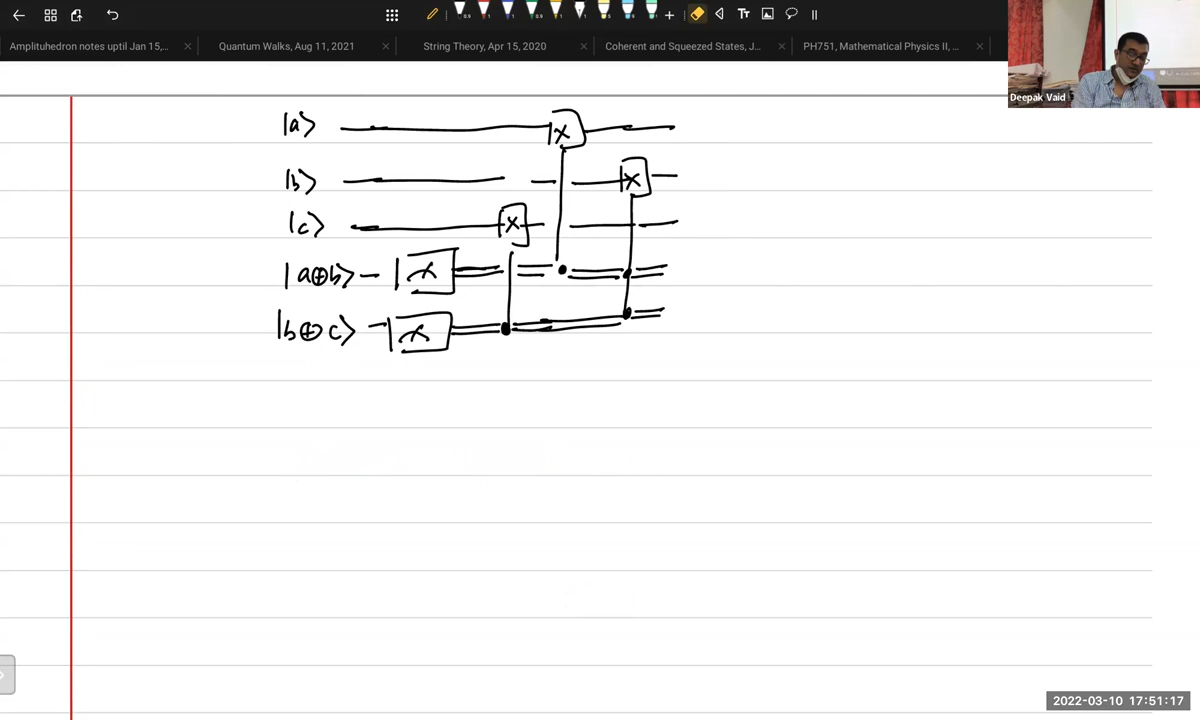 Amplituhedron notes uptil Jan 15,...
Quantum Walks, Aug 11, 2021
String Theory, Apr 15, 2020
Coherent and Squeezed States, J...
PH751, Mathematical Physics II, ...
Deepak Vaid
|a⟩ X
|b⟩ X
|c⟩ X
|a⊕b⟩
|b⊕c⟩
2022-03-10 17:51:17